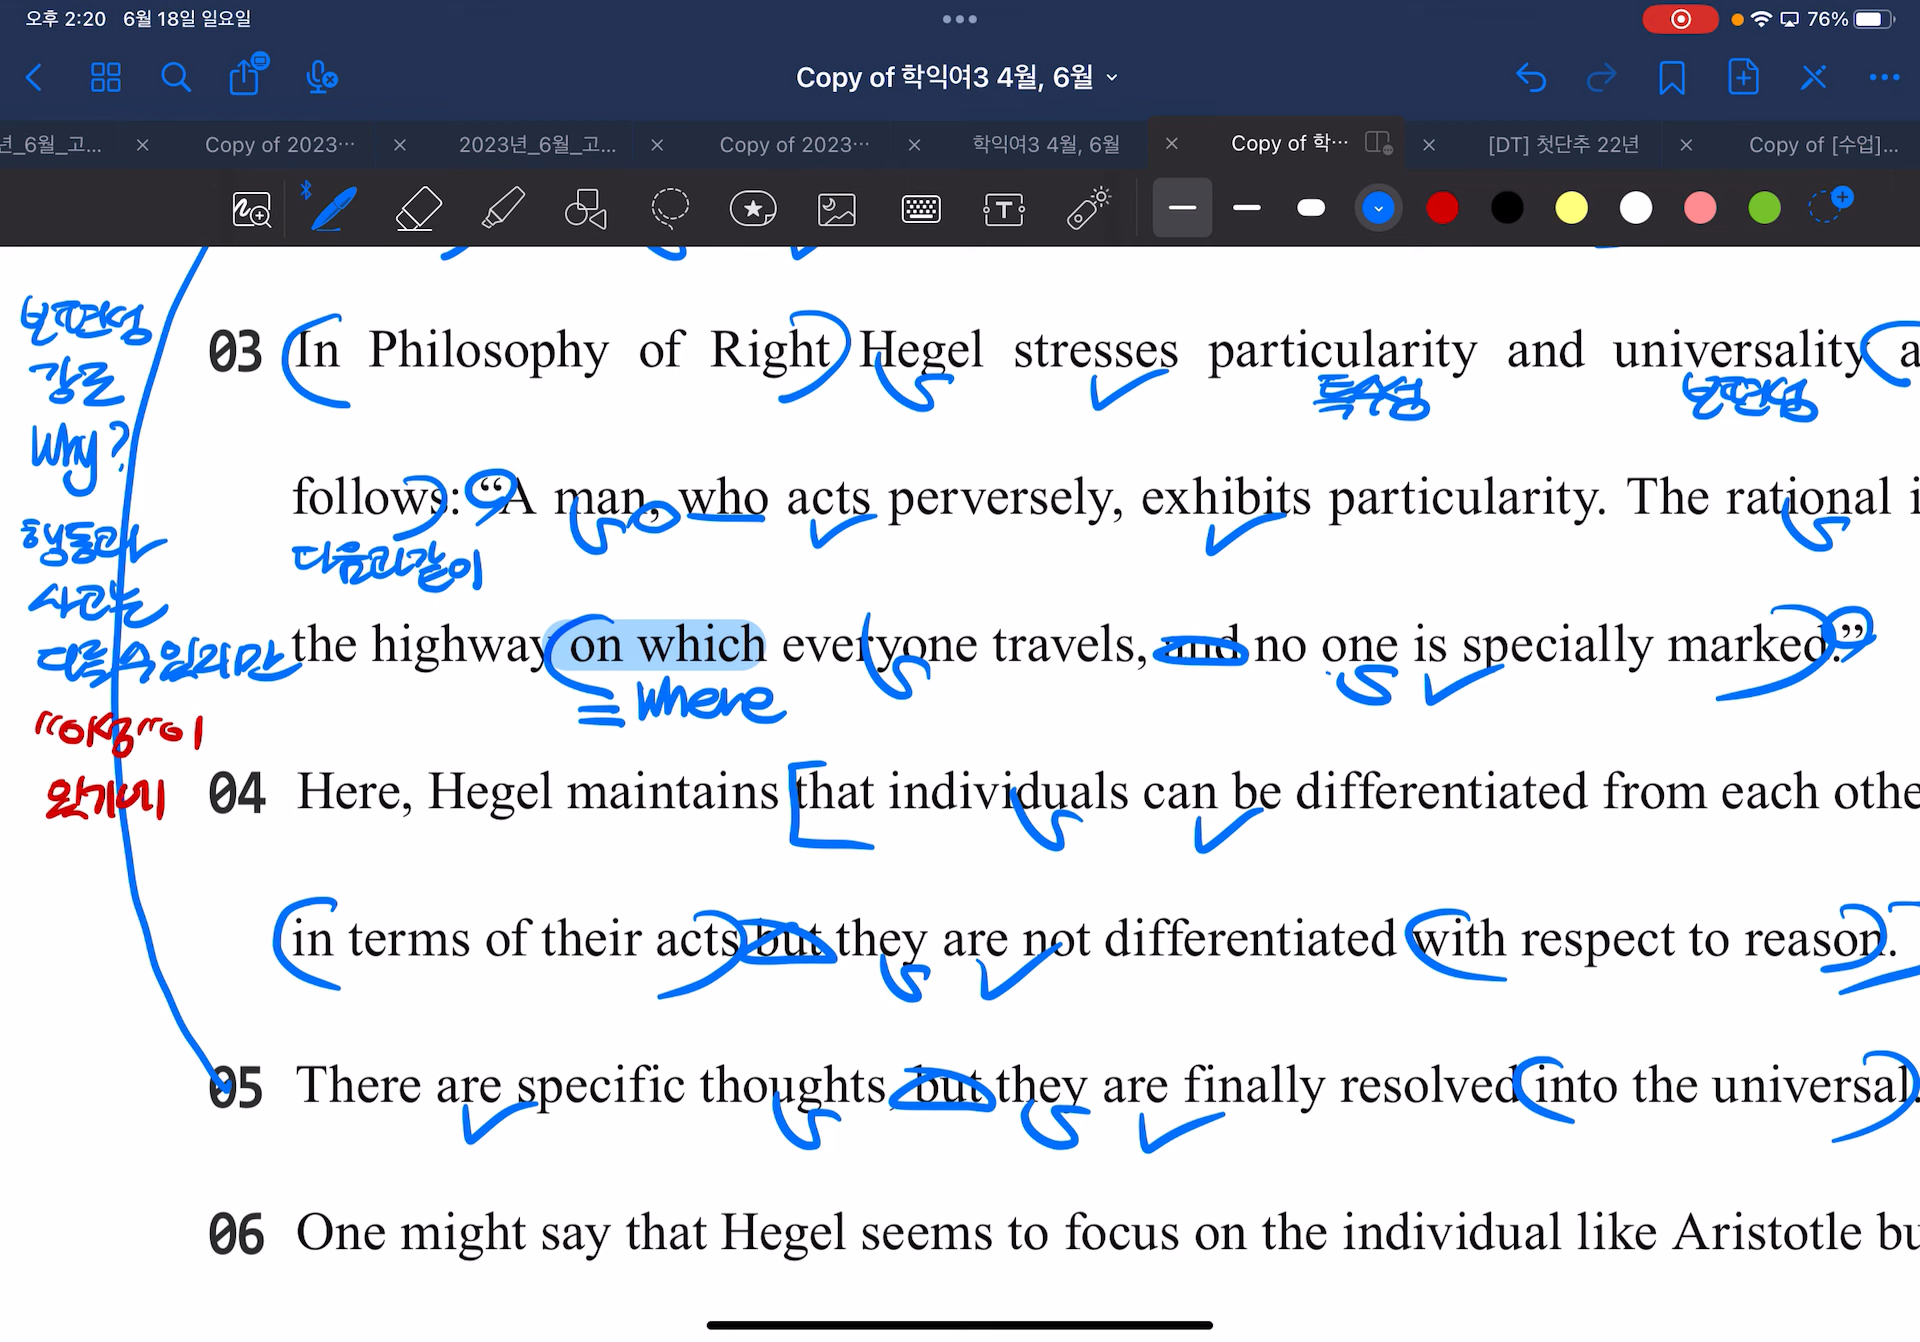 오후 2:20 6월 18일 일요일
76%
Copy of 학익여3 4월, 6월
년_6월_고... Copy of 2023··· 2023년_6월_고... Copy of 2023··· 학익여3 4월, 6월 Copy of 학··· [DT] 첫단추 22년 Copy of [수업]...
03 In Philosophy of Right Hegel stresses particularity and universality a
특수성 보편성
follows: “A man, who acts perversely, exhibits particularity. The rational i
다음과같이
the highway on which everyone travels, and no one is specially marked.”
= where
04 Here, Hegel maintains that individuals can be differentiated from each othe
in terms of their acts but they are not differentiated with respect to reason.
05 There are specific thoughts, but they are finally resolved into the universal.
06 One might say that Hegel seems to focus on the individual like Aristotle bu
보편성
강조
Why?
행동과
사고는
다를수있지만
“이성”이